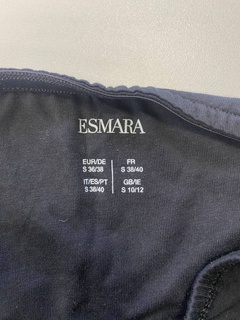 ESMARA
EUR/DE FR
S 36/38 S 38/40
IT/ES/PT GB/IE
S 38/40 S 10/12